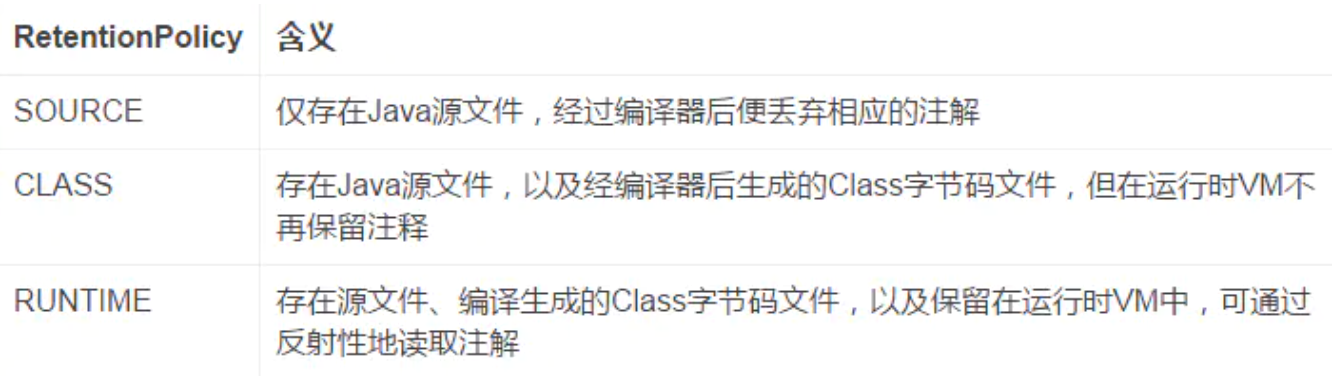 RetentionPolicy 含义
SOURCE 仅存在Java源文件，经过编译器后便丢弃相应的注解
CLASS 存在Java源文件，以及经编译器后生成的Class字节码文件，但在运行时VM不
再保留注释
RUNTIME 存在源文件、编译生成的Class字节码文件，以及保留在运行时VM中，可通过
反射性地读取注解